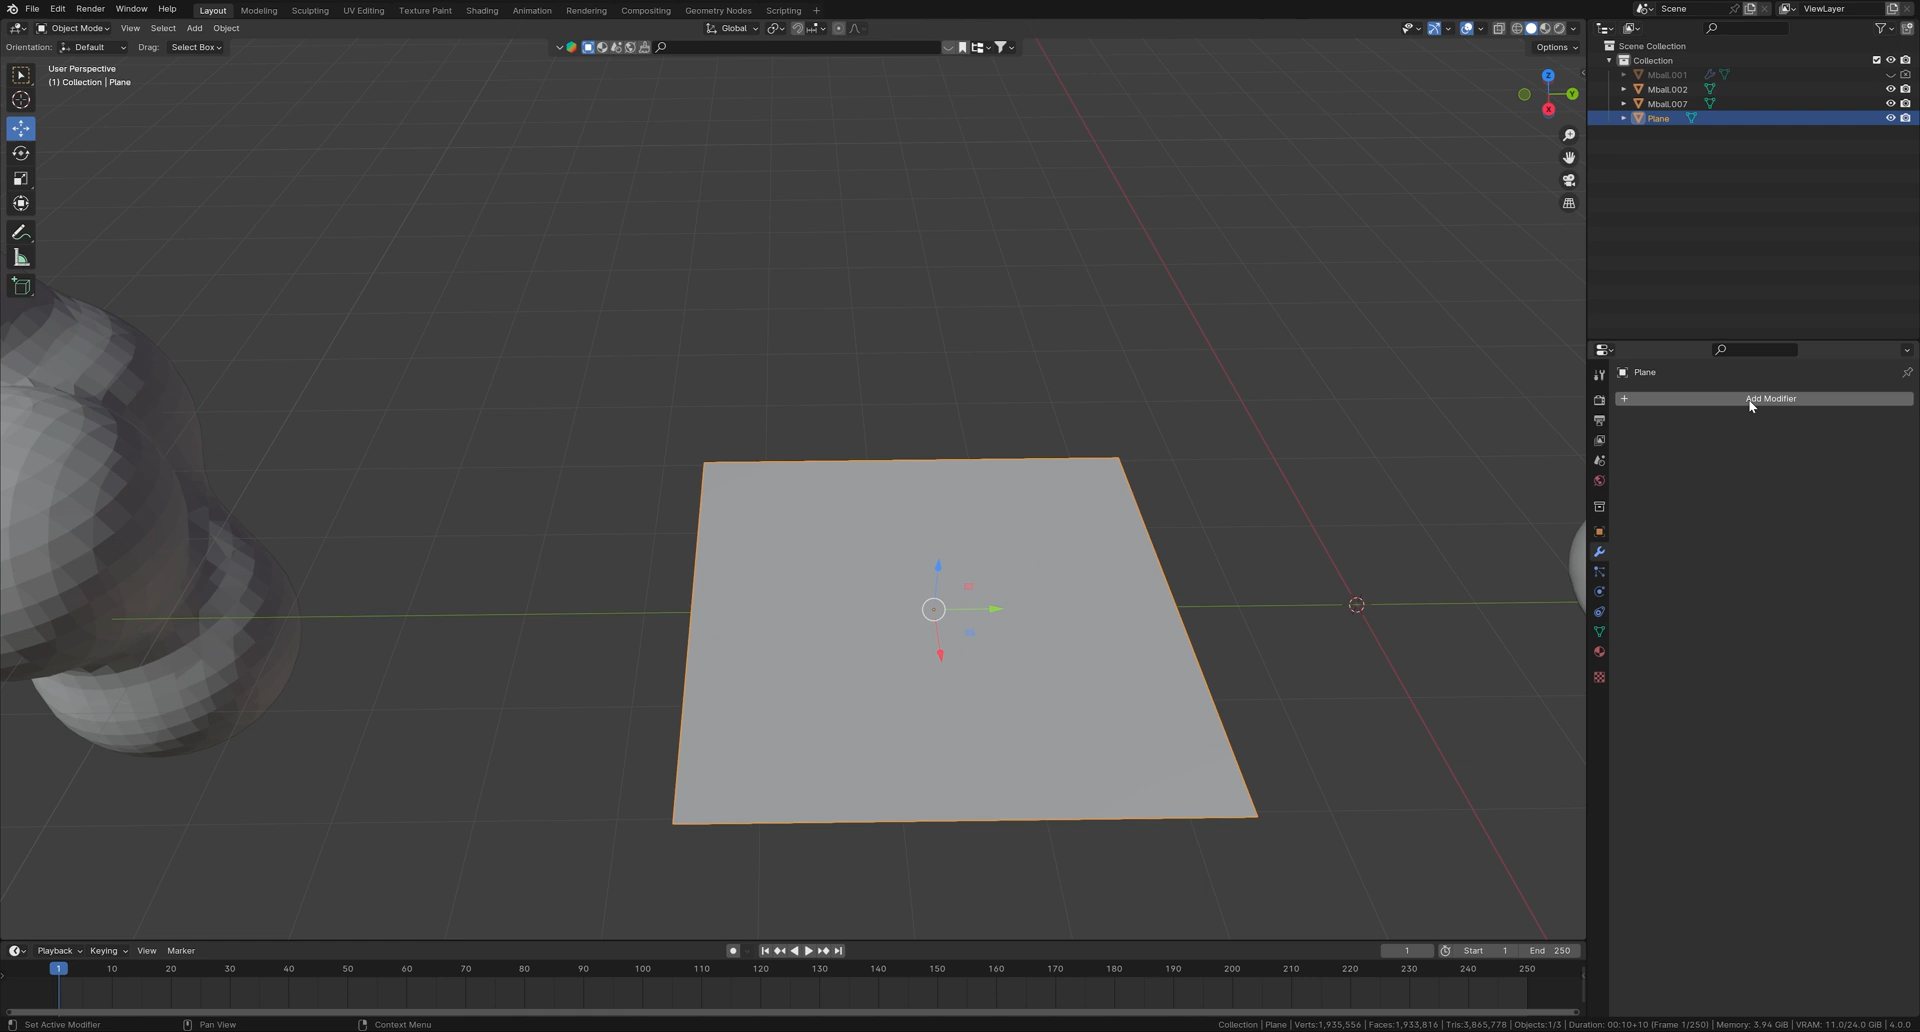 File Edit Render Window Help Layout Modeling Sculpting UV Editing Texture Paint Shading Animation Rendering Compositing Geometry Nodes Scripting + Scene ViewLayer
Object Mode View Select Add Object Global
Orientation: Default Drag: Select Box Options
User Perspective
(1) Collection | Plane
Z
Y
X
Scene Collection
Collection
Mball.001
Mball.002
Mball.007
Plane
Plane
+ Add Modifier
Playback Keying View Marker 1 Start 1 End 250
1 10 20 30 40 50 60 70 80 90 100 110 120 130 140 150 160 170 180 190 200 210 220 230 240 250
Set Active Modifier Pan View Context Menu Collection | Plane | Verts:1,935,556 | Faces:1,933,816 | Tris:3,865,778 | Objects:1/3 | Duration: 00:10+10 (Frame 1/250) | Memory: 3.94 GiB | VRAM: 11.0/24.0 GiB | 4.0.0